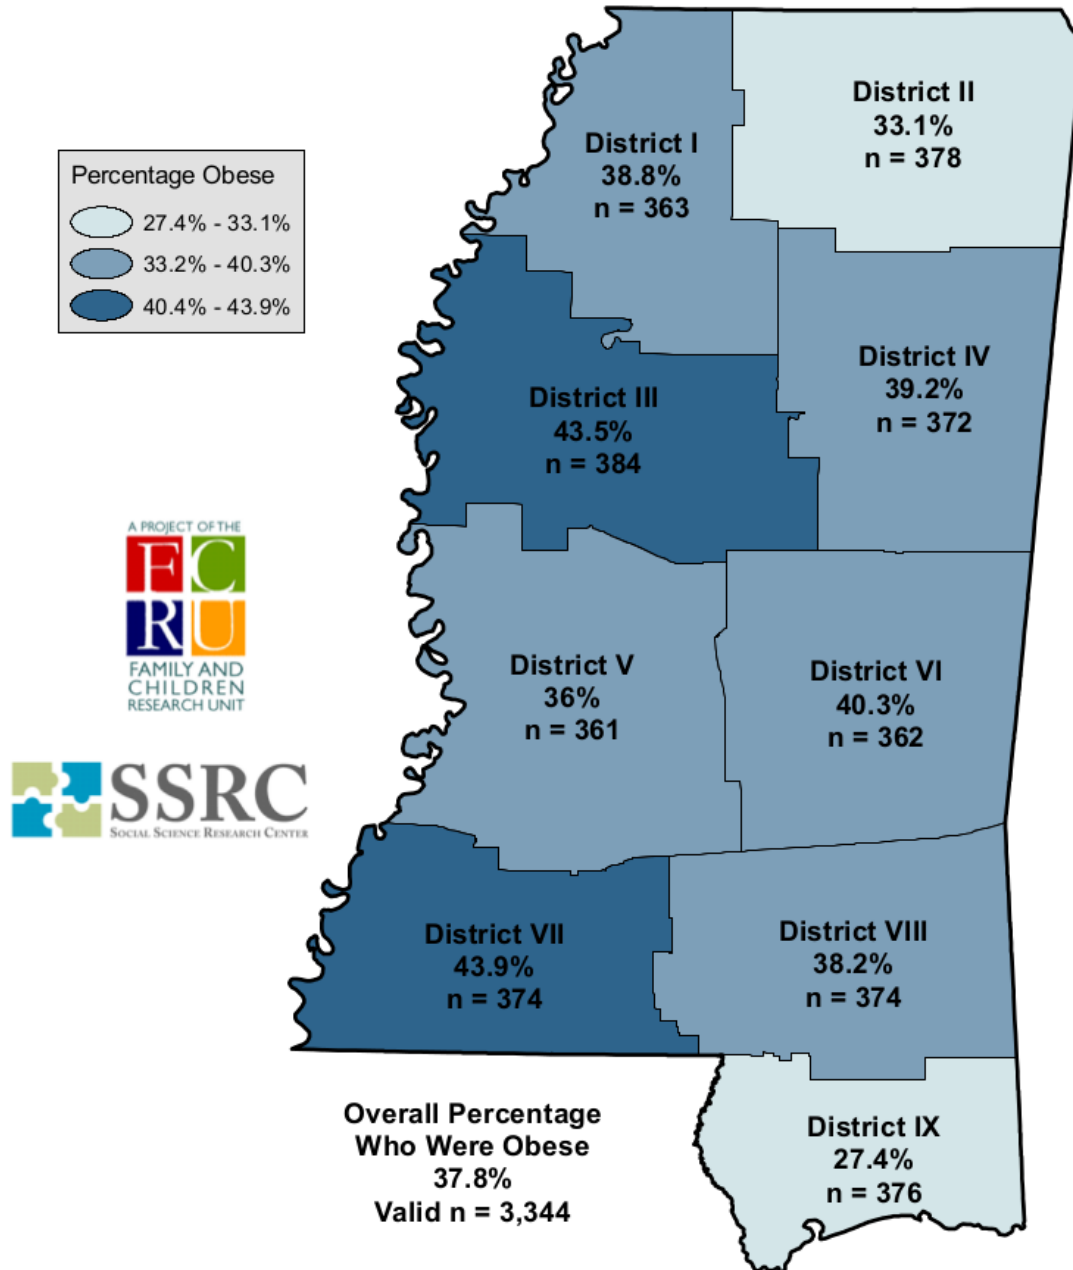 District II
33.1%
n = 378
District I
38.8%
n = 363
Percentage Obese
27.4% - 33.1%
33.2% - 40.3%
40.4% - 43.9%
District IV
39.2%
n = 372
District III
43.5%
n = 384
A PROJECT OF THE
FC
RU
FAMILY AND
CHILDREN
RESEARCH UNIT
District V
36%
n = 361
District VI
40.3%
n = 362
SSRC
SOCIAL SCIENCE RESEARCH CENTER
District VII
43.9%
n = 374
District VIII
38.2%
n = 374
Overall Percentage
Who Were Obese
37.8%
Valid n = 3,344
District IX
27.4%
n = 376